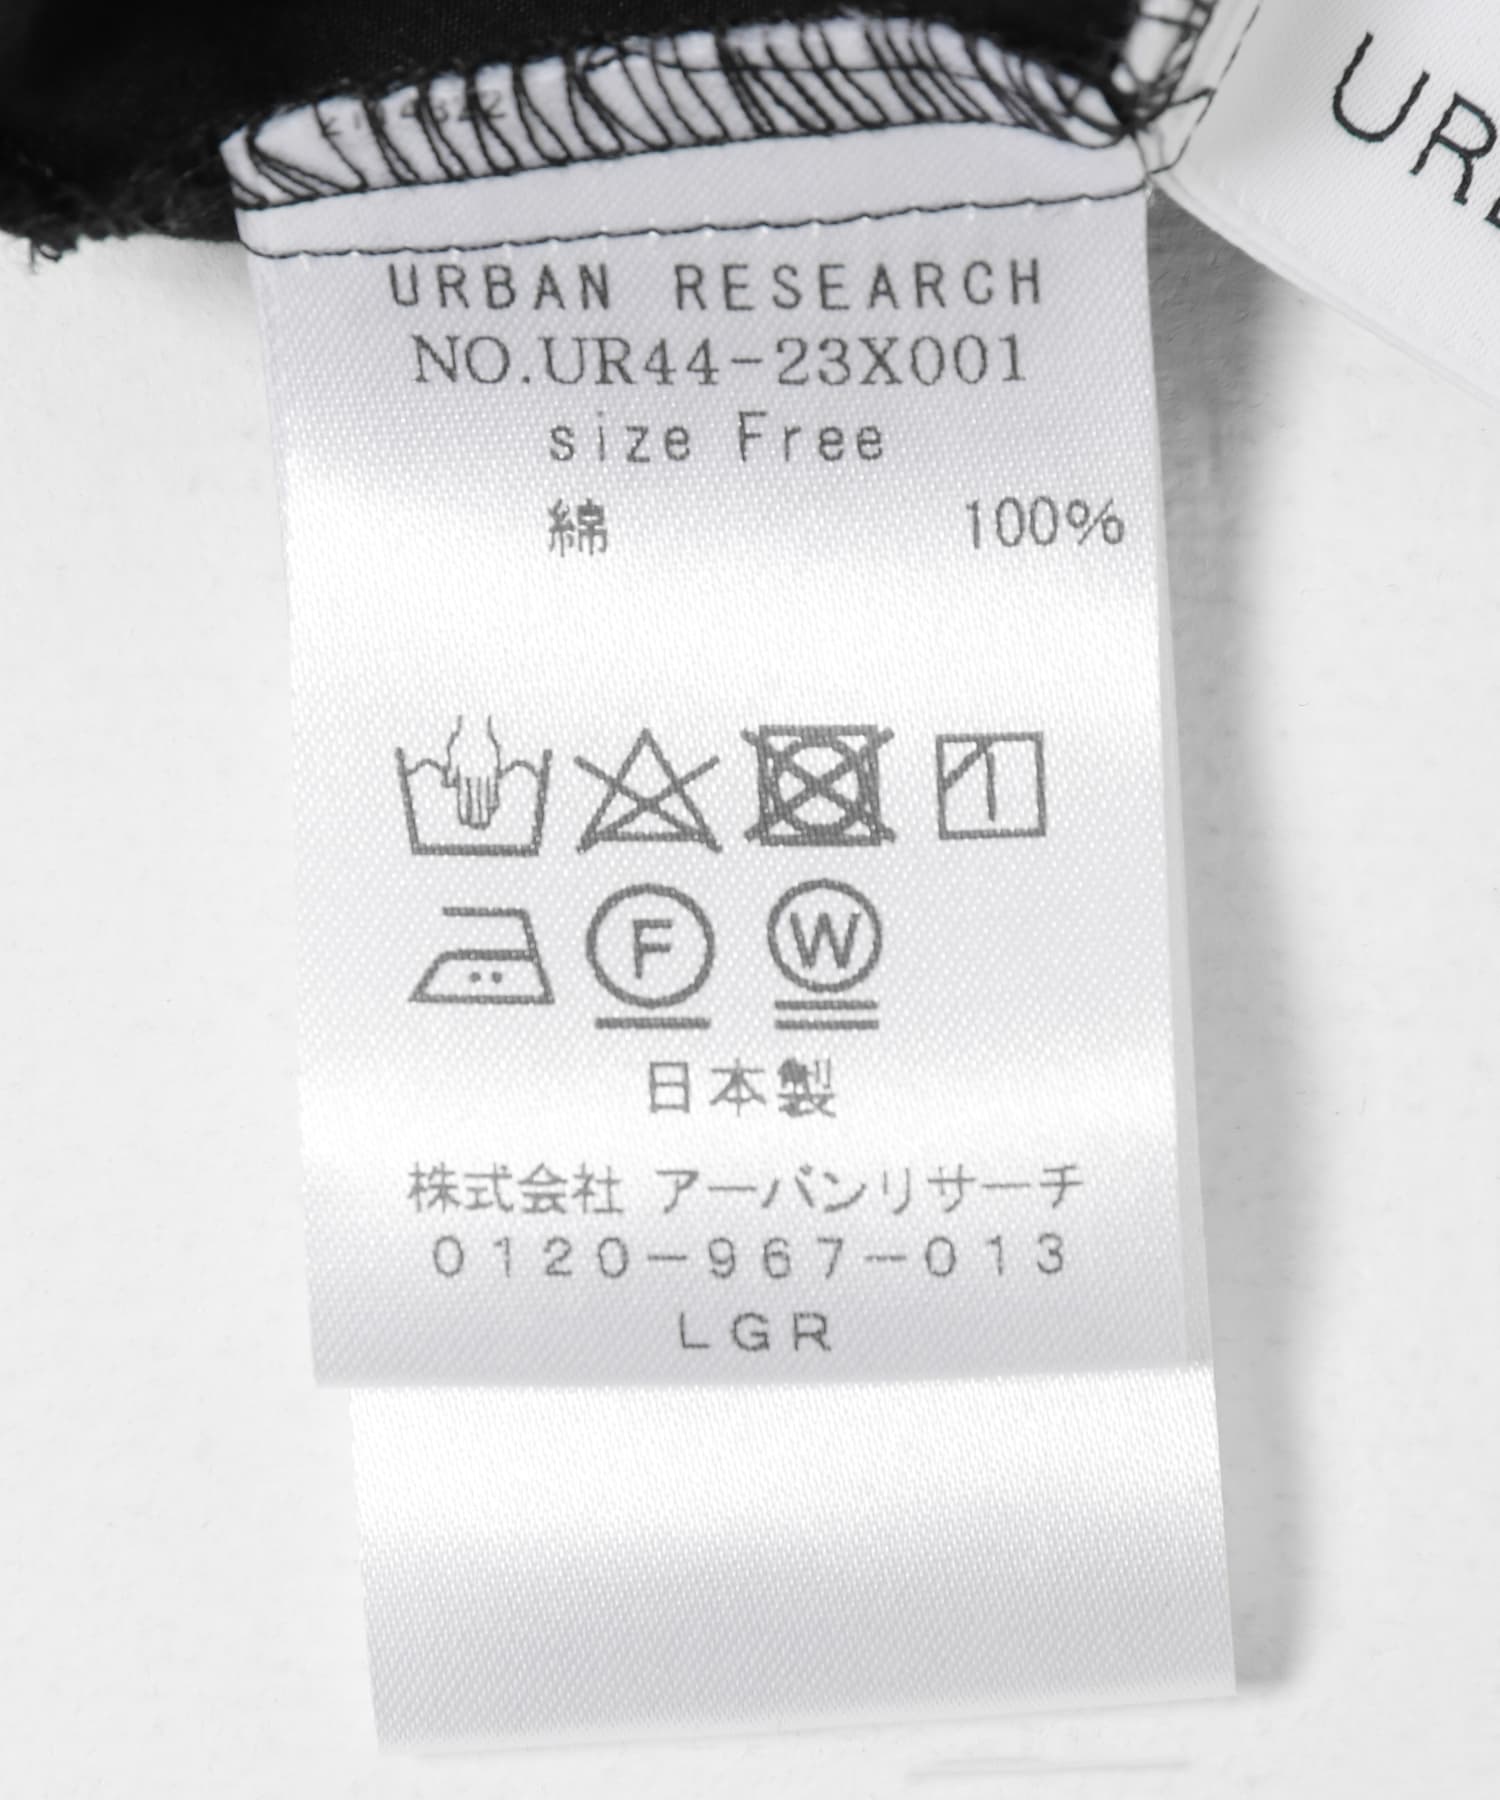 URBAN RESEARCH
NO.UR44-23X001
size Free
綿 100%
F W
日本製
株式会社 アーバンリサーチ
0120-967-013
LGR